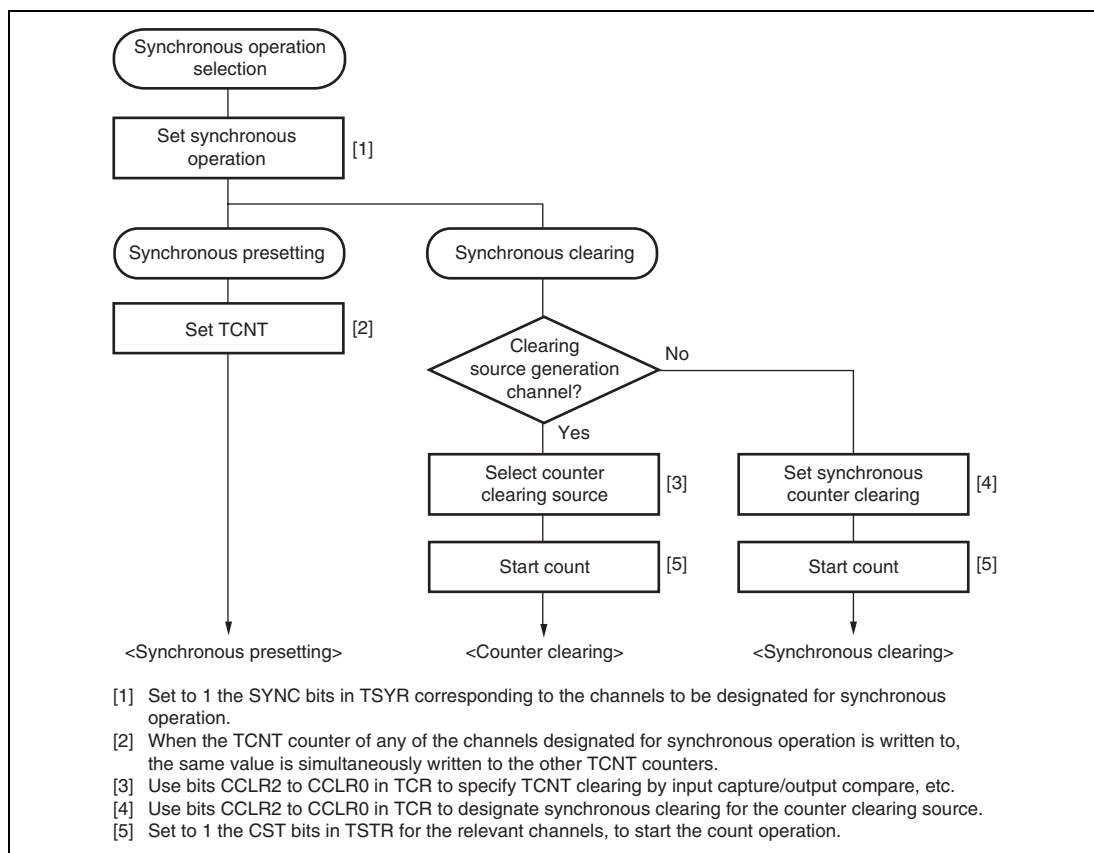 Synchronous operation
selection
Set synchronous
operation
[1]
Synchronous presetting
Synchronous clearing
Set TCNT
[2]
Clearing
source generation
channel?
No
Yes
Select counter
clearing source
[3]
Set synchronous
counter clearing
[4]
Start count
[5]
Start count
[5]
<Synchronous presetting>
<Counter clearing>
<Synchronous clearing>
[1] Set to 1 the SYNC bits in TSYR corresponding to the channels to be designated for synchronous
operation.
[2] When the TCNT counter of any of the channels designated for synchronous operation is written to,
the same value is simultaneously written to the other TCNT counters.
[3] Use bits CCLR2 to CCLR0 in TCR to specify TCNT clearing by input capture/output compare, etc.
[4] Use bits CCLR2 to CCLR0 in TCR to designate synchronous clearing for the counter clearing source.
[5] Set to 1 the CST bits in TSTR for the relevant channels, to start the count operation.